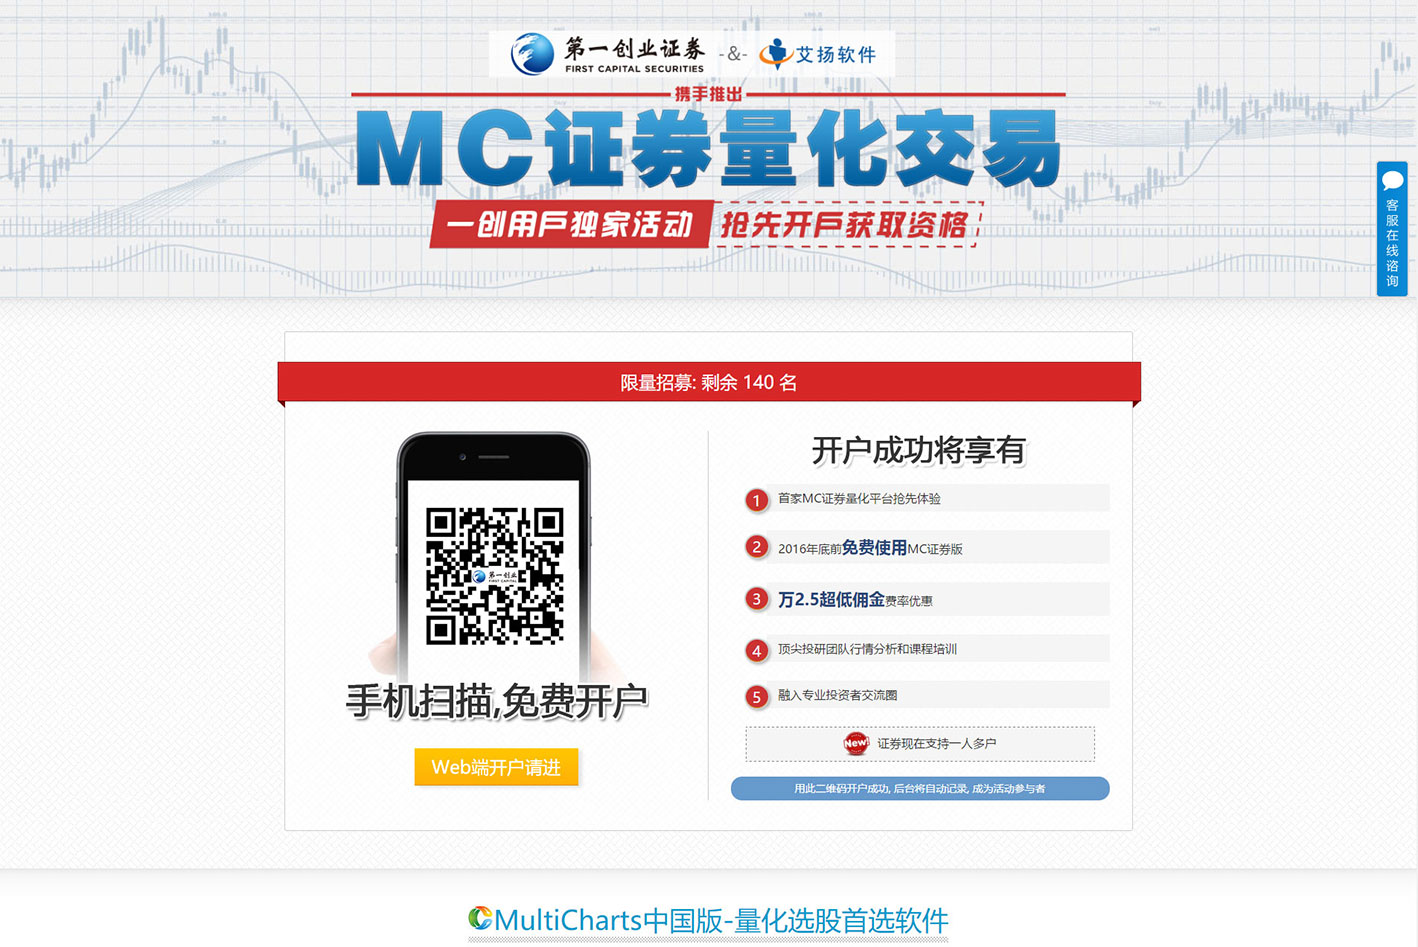 第一创业证券
FIRST CAPITAL SECURITIES
-&-
艾扬软件
携手推出
MC证券量化交易
一创用戶独家活动 抢先开戶获取资格
客服在线咨询
限量招募: 剩余 140 名
第一创业
FIRST CAPITAL
手机扫描,免费开户
Web端开户请进
开户成功将享有
1 首家MC证券量化平台抢先体验
2 2016年底前免费使用MC证券版
3 万2.5超低佣金费率优惠
4 顶尖投研团队行情分析和课程培训
5 融入专业投资者交流圈
New! 证券现在支持一人多户
用此二维码开户成功, 后台将自动记录, 成为活动参与者
MultiCharts中国版-量化选股首选软件